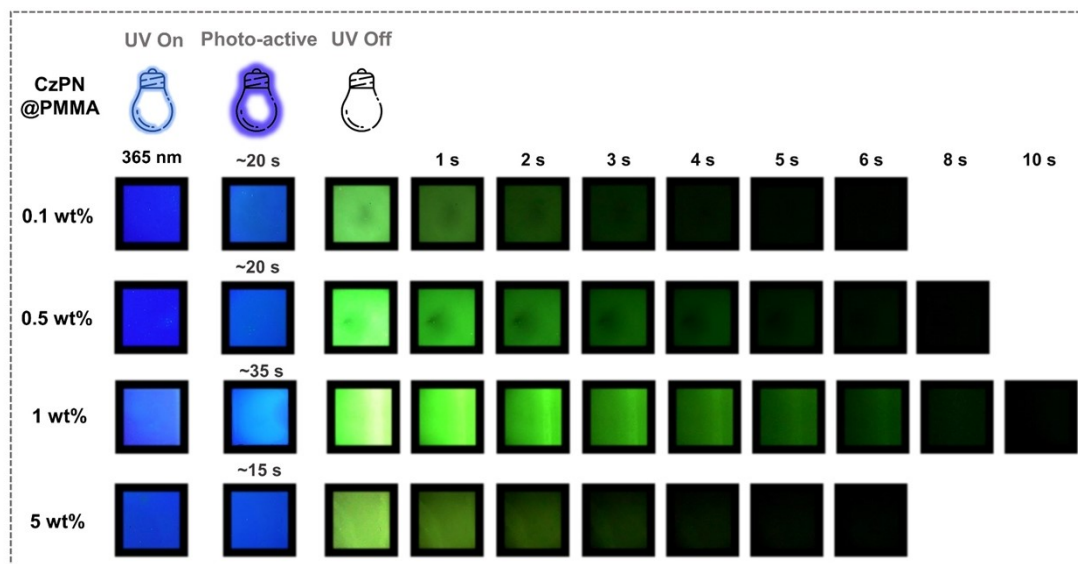 UV On Photo-active UV Off
CzPN
@PMMA
365 nm ~20 s 1 s 2 s 3 s 4 s 5 s 6 s 8 s 10 s
0.1 wt%
~20 s
0.5 wt%
~35 s
1 wt%
~15 s
5 wt%